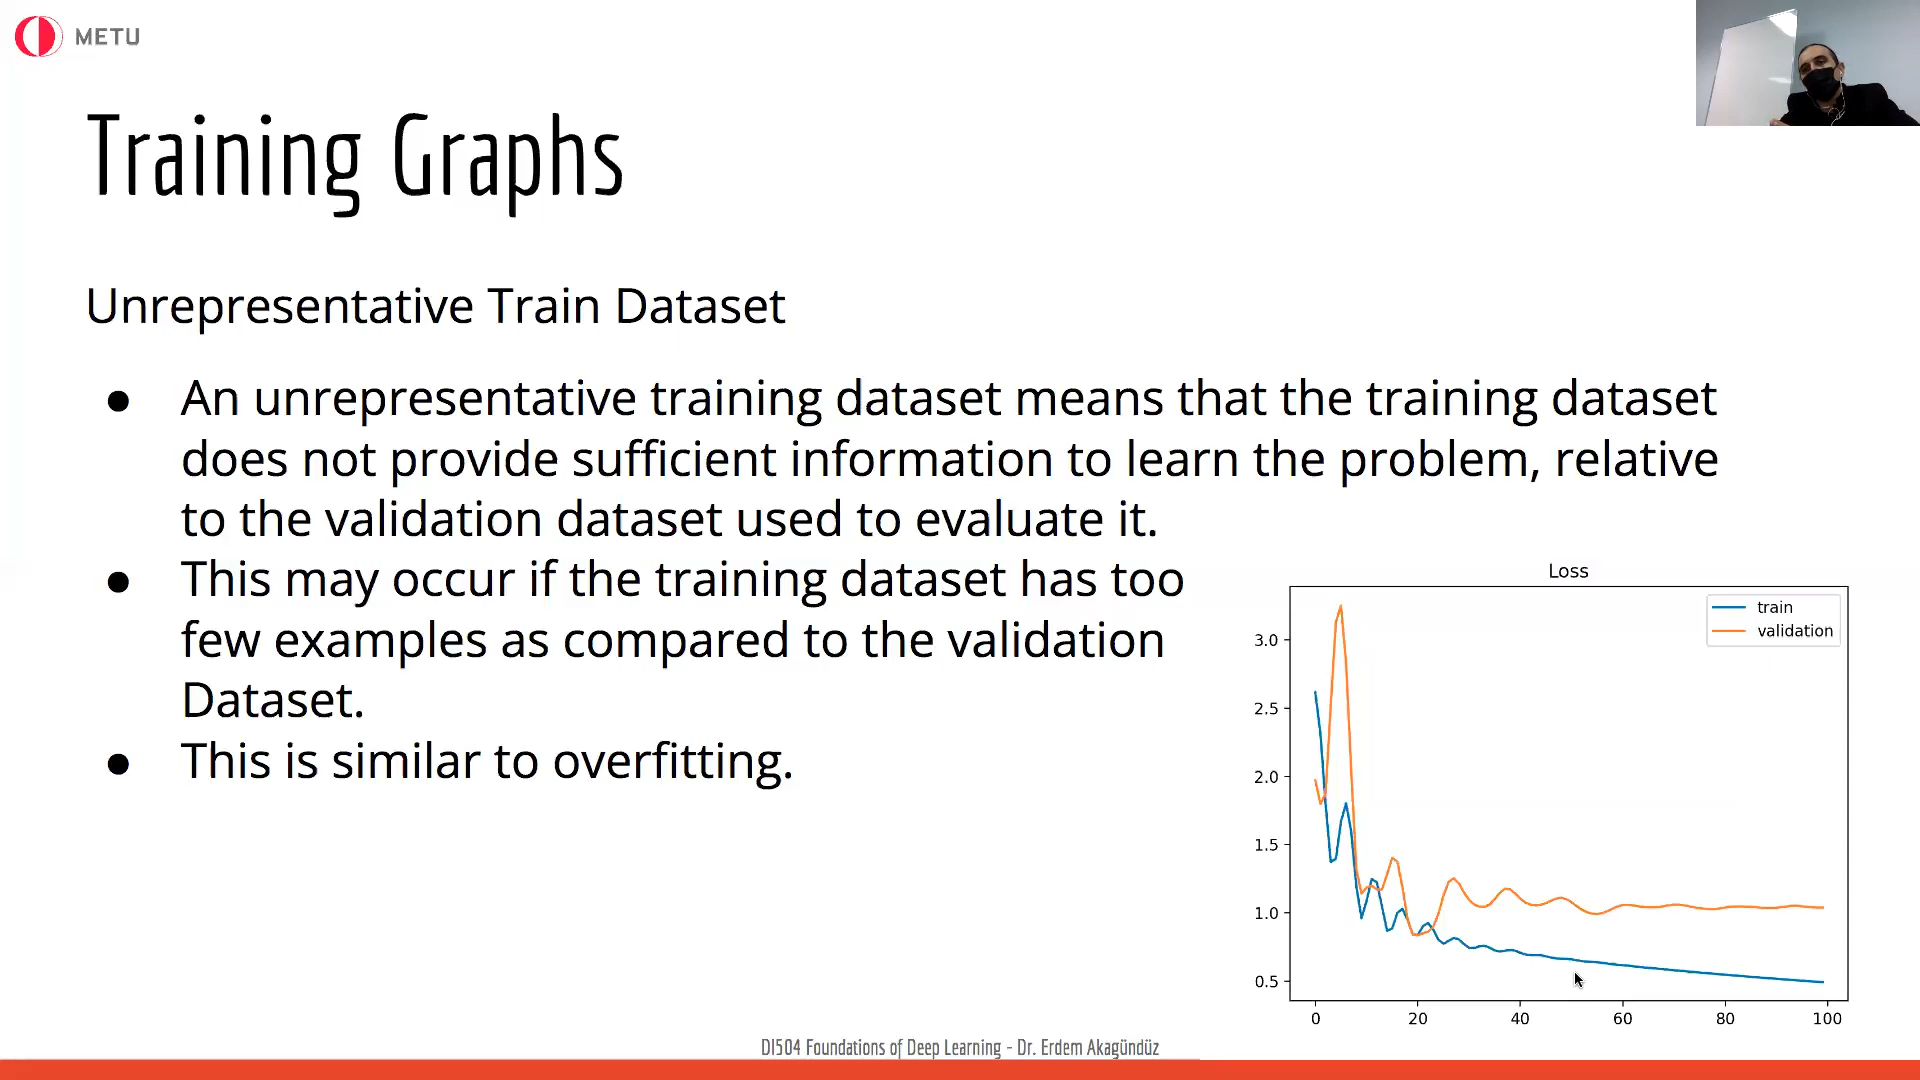 METU
Training Graphs
Unrepresentative Train Dataset
● An unrepresentative training dataset means that the training dataset
does not provide sufficient information to learn the problem, relative
to the validation dataset used to evaluate it.
● This may occur if the training dataset has too
few examples as compared to the validation
Dataset.
● This is similar to overfitting.
Loss
train
validation
3.0
2.5
2.0
1.5
1.0
0.5
0 20 40 60 80 100
DI504 Foundations of Deep Learning - Dr. Erdem Akagündüz